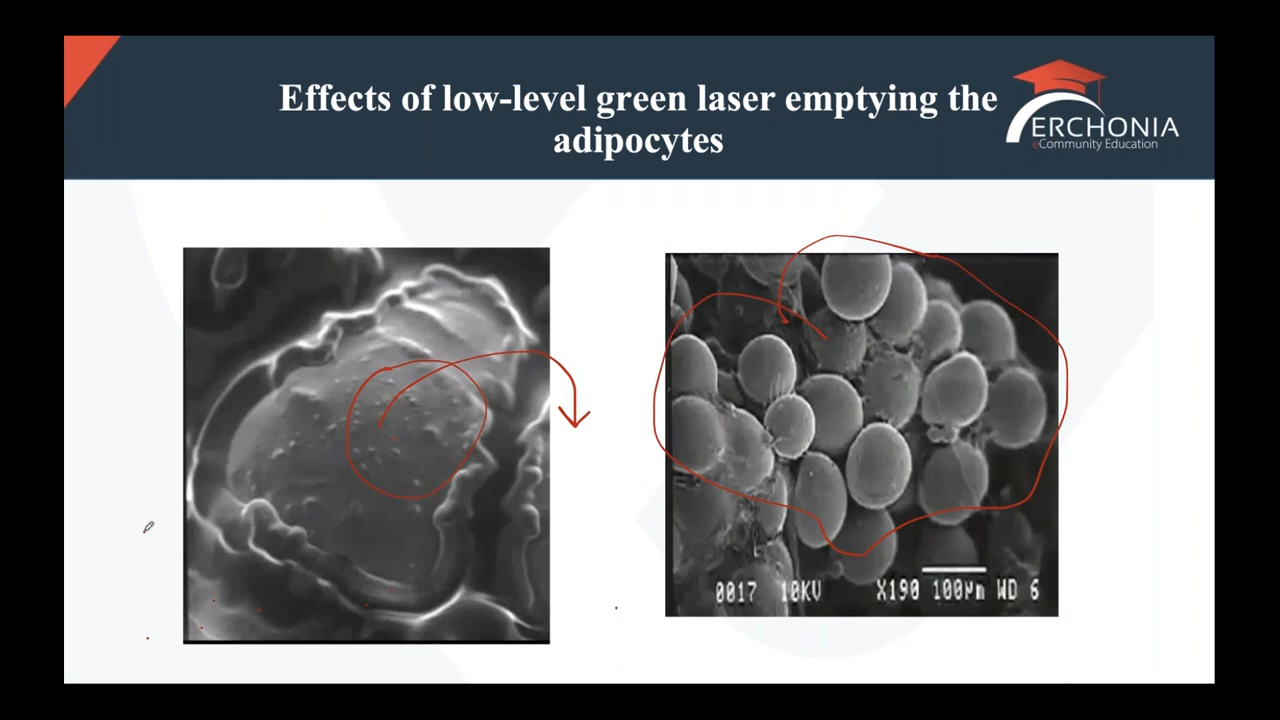 Effects of low-level green laser emptying the
adipocytes
ERCHONIA
eCommunity Education
0017 10KV X190 100µm WD 6